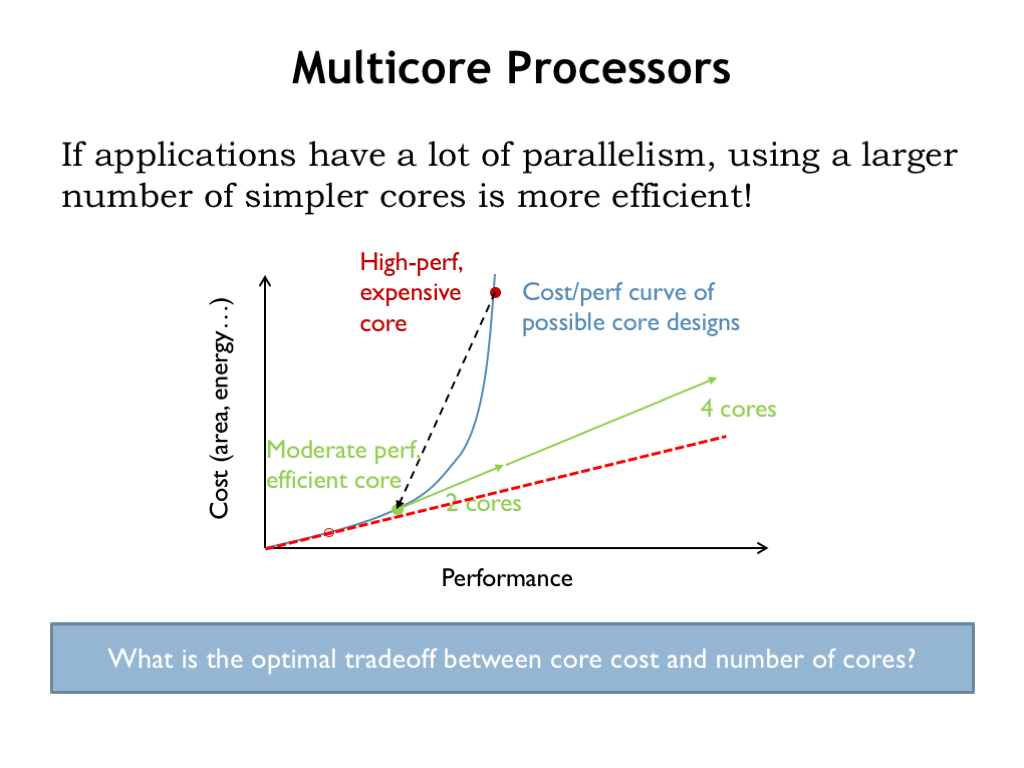 Multicore Processors
If applications have a lot of parallelism, using a larger
number of simpler cores is more efficient!
High-perf,
expensive
core
Cost/perf curve of
possible core designs
Cost (area, energy…)
4 cores
Moderate perf,
efficient core
2 cores
Performance
What is the optimal tradeoff between core cost and number of cores?